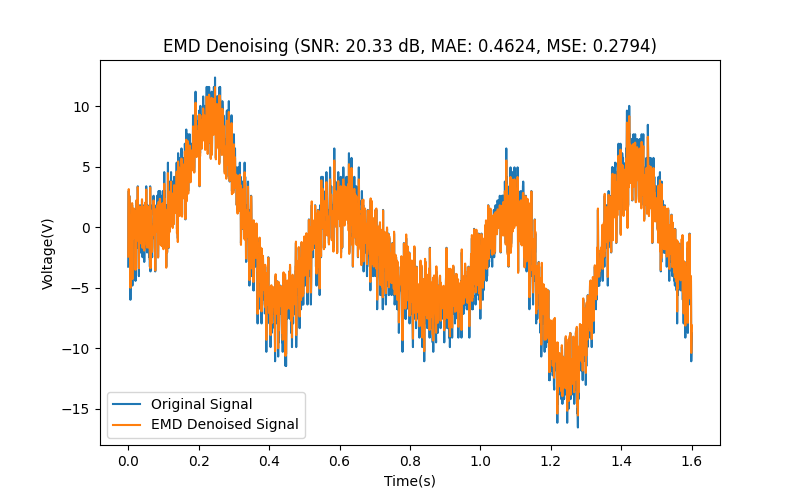 EMD Denoising (SNR: 20.33 dB, MAE: 0.4624, MSE: 0.2794)
Voltage(V)
10
5
0
−5
−10
−15
Original Signal
EMD Denoised Signal
0.0 0.2 0.4 0.6 0.8 1.0 1.2 1.4 1.6
Time(s)